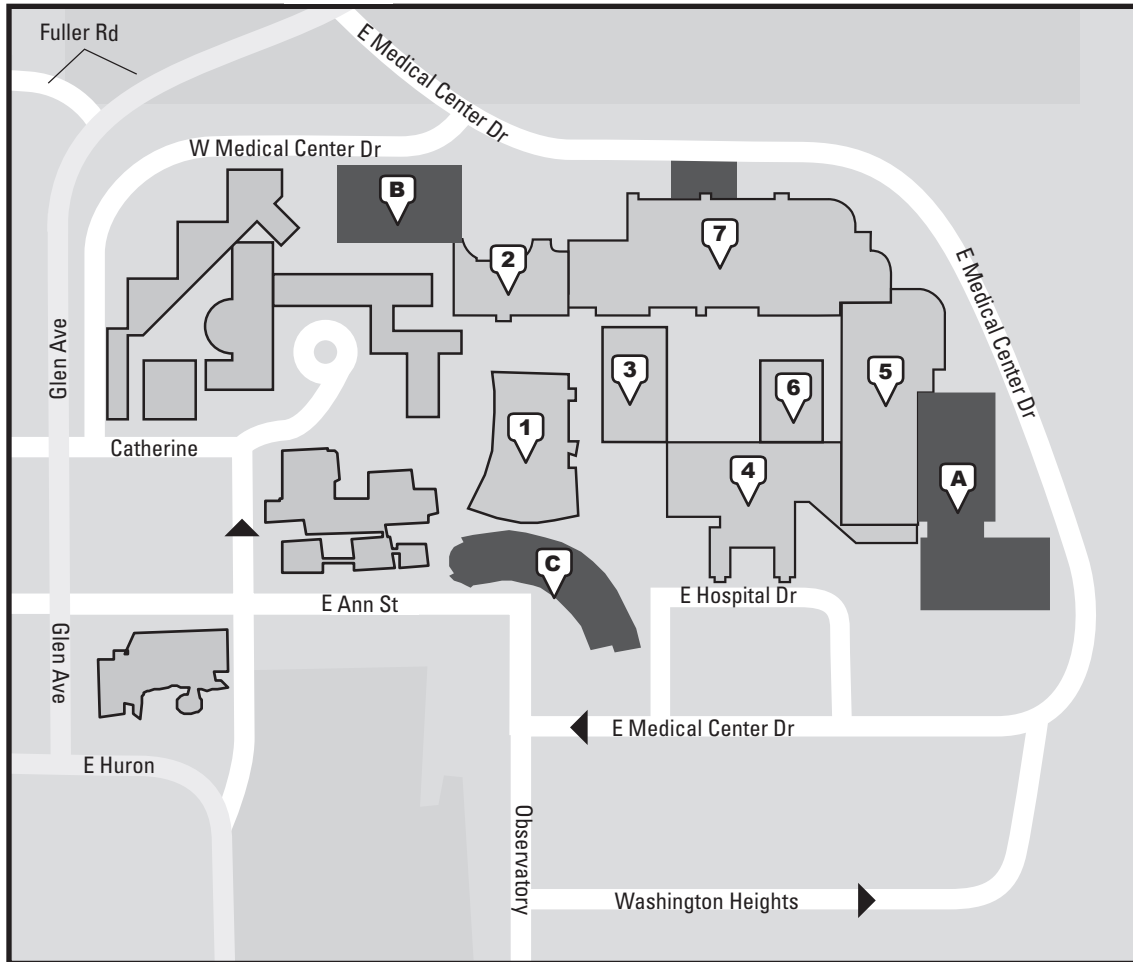 Fuller Rd
E Medical Center Dr
W Medical Center Dr
B
7
2
E Medical Center Dr
Glen Ave
3
6
5
1
Catherine
4
A
C
E Hospital Dr
E Ann St
Glen Ave
E Medical Center Dr
E Huron
Observatory
Washington Heights